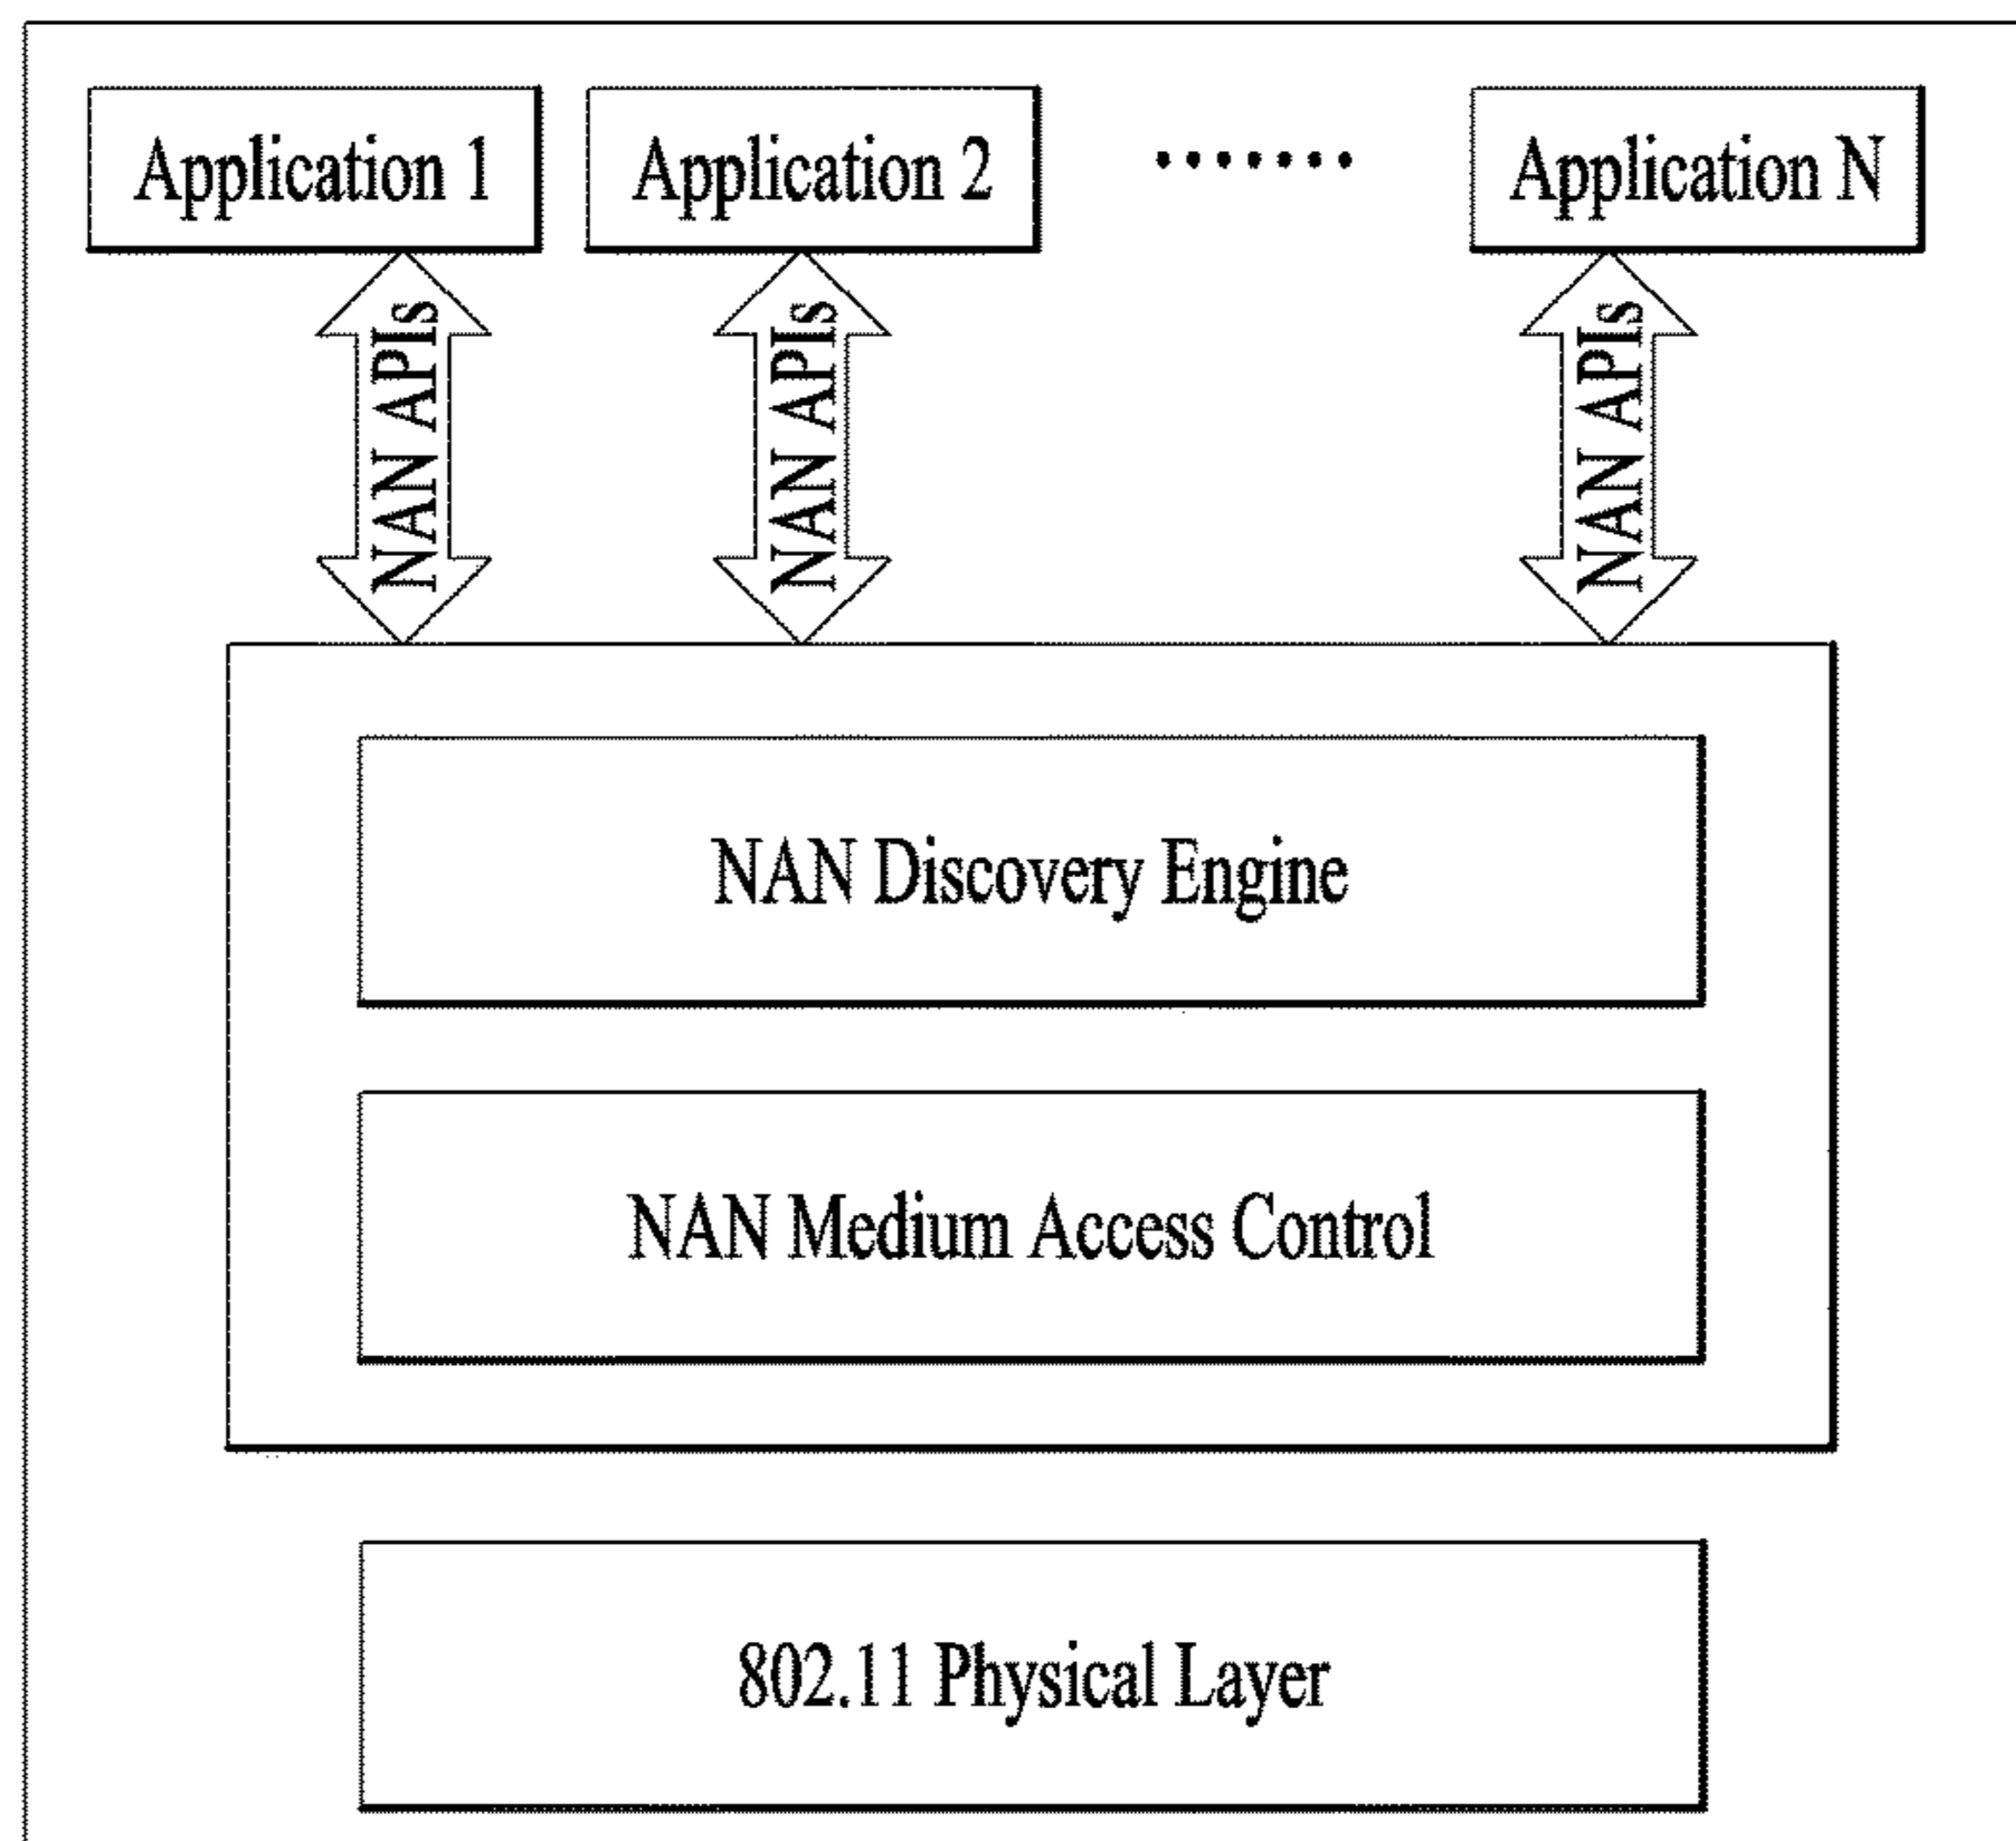 Application 1
Application 2
.......
Application N
NAN APIs
NAN APIs
NAN APIs
NAN Discovery Engine
NAN Medium Access Control
802.11 Physical Layer